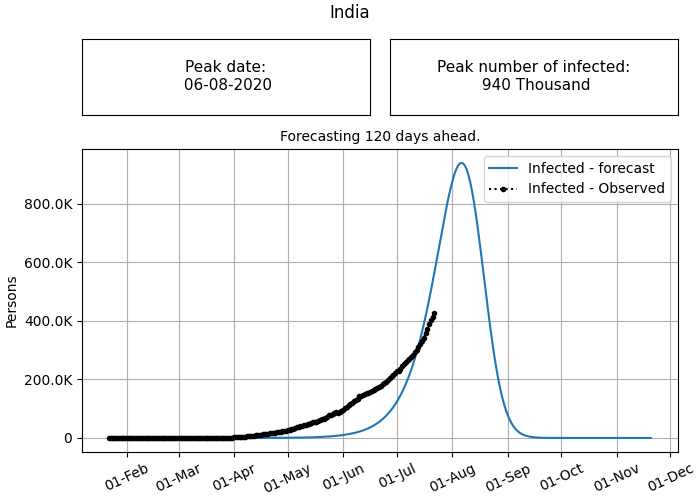 India
Peak date:
06-08-2020
Peak number of infected:
940 Thousand
Forecasting 120 days ahead.
Infected - forecast
Infected - Observed
Persons
800.0K
600.0K
400.0K
200.0K
0
01-Feb
01-Mar
01-Apr
01-May
01-Jun
01-Jul
01-Aug
01-Sep
01-Oct
01-Nov
01-Dec